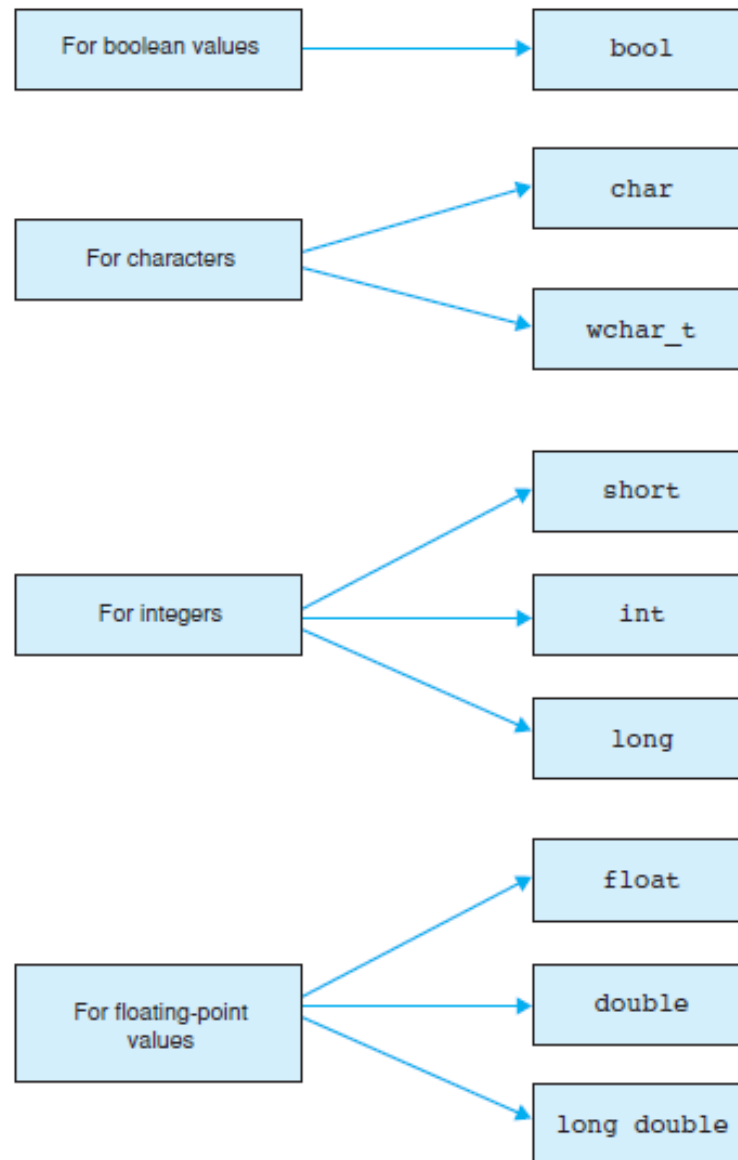 For boolean values
bool
For characters
char
wchar_t
For integers
short
int
long
For floating-point
values
float
double
long double